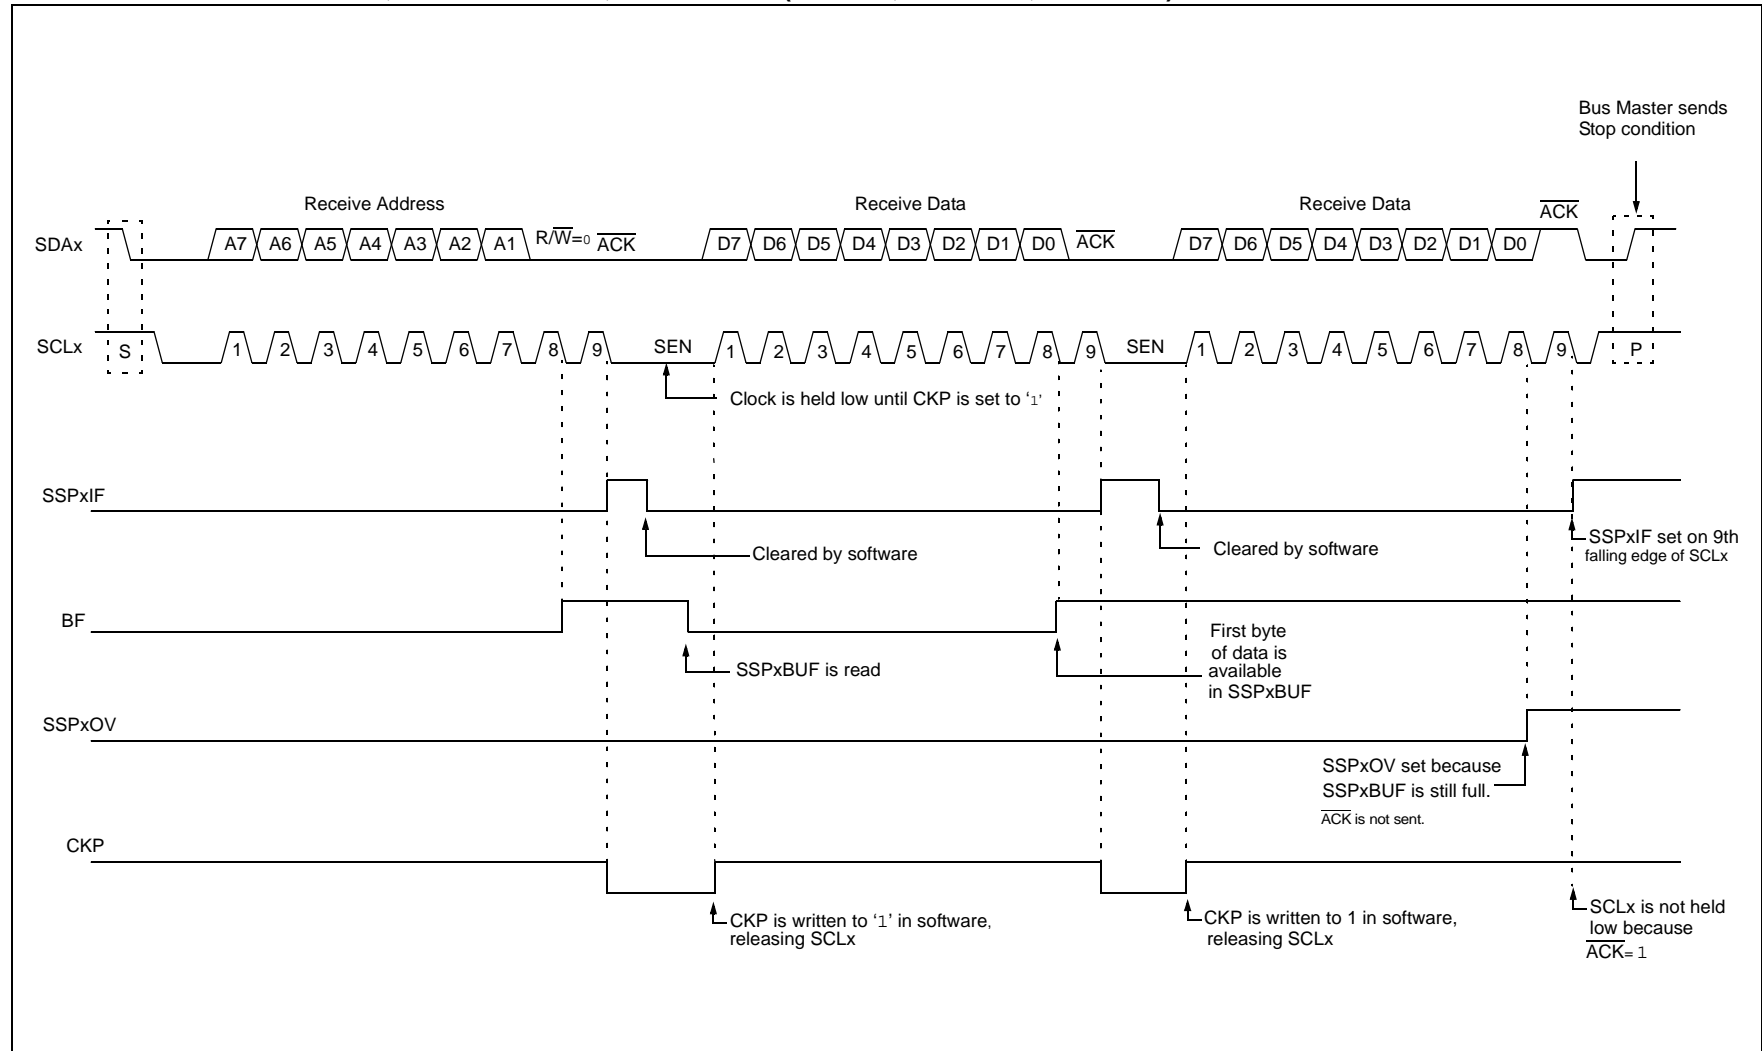 Bus Master sends
Stop condition
Receive Address
Receive Data
Receive Data
ACK
SDAx
A7 A6 A5 A4 A3 A2 A1 R/W=0 ACK
D7 D6 D5 D4 D3 D2 D1 D0 ACK
D7 D6 D5 D4 D3 D2 D1 D0
SCLx
S 1 2 3 4 5 6 7 8 9 SEN
1 2 3 4 5 6 7 8 9 SEN
1 2 3 4 5 6 7 8 9 P
Clock is held low until CKP is set to ‘1’
SSPxIF
Cleared by software
Cleared by software
SSPxIF set on 9th
falling edge of SCLx
BF
SSPxBUF is read
First byte
of data is
available
in SSPxBUF
SSPxOV
SSPxOV set because
SSPxBUF is still full.
ACK is not sent.
CKP
CKP is written to ‘1’ in software,
releasing SCLx
CKP is written to 1 in software,
releasing SCLx
SCLx is not held
low because
ACK= 1